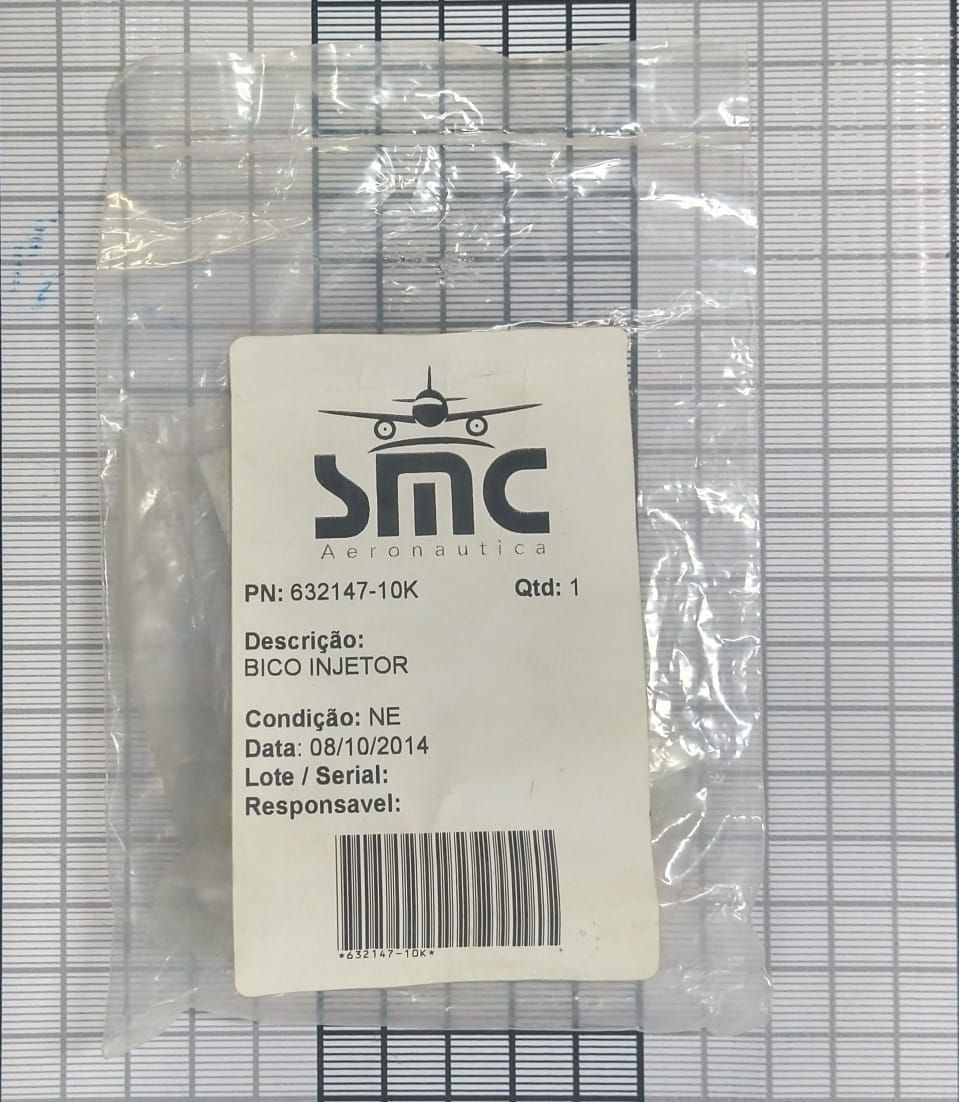 SMC
Aeronautica
PN: 632147-10K Qtd: 1
Descrição:
BICO INJETOR
Condição: NE
Data: 08/10/2014
Lote / Serial:
Responsavel:
*632147-10K*